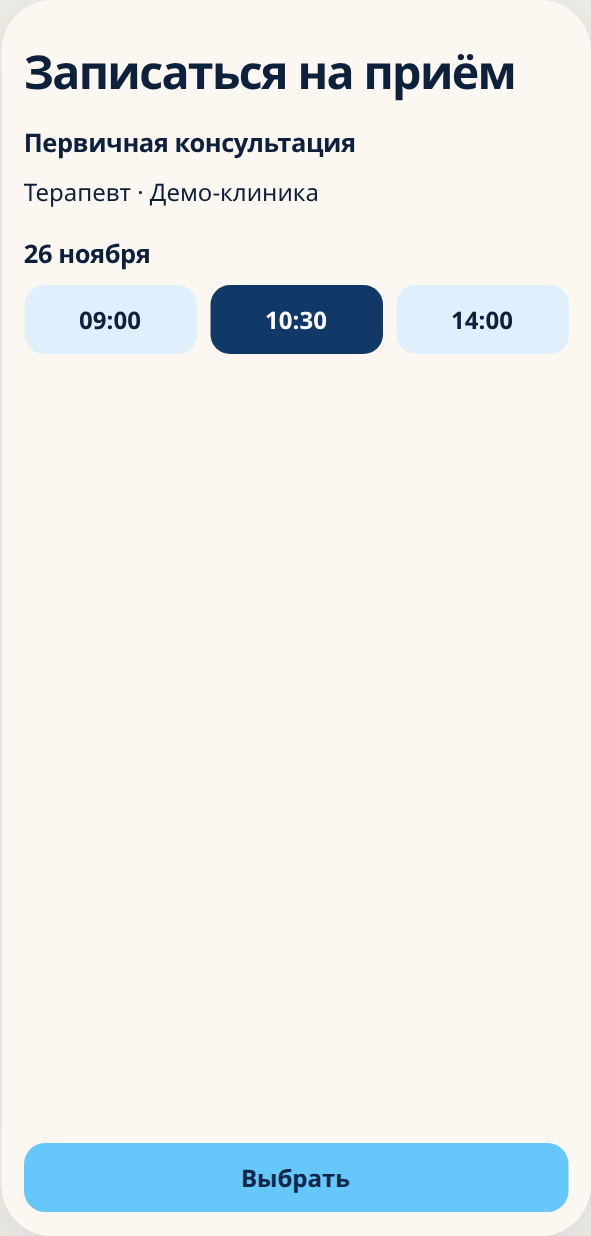 Записаться на приём
Первичная консультация
Терапевт · Демо-клиника
26 ноября
09:00 10:30 14:00
Выбрать